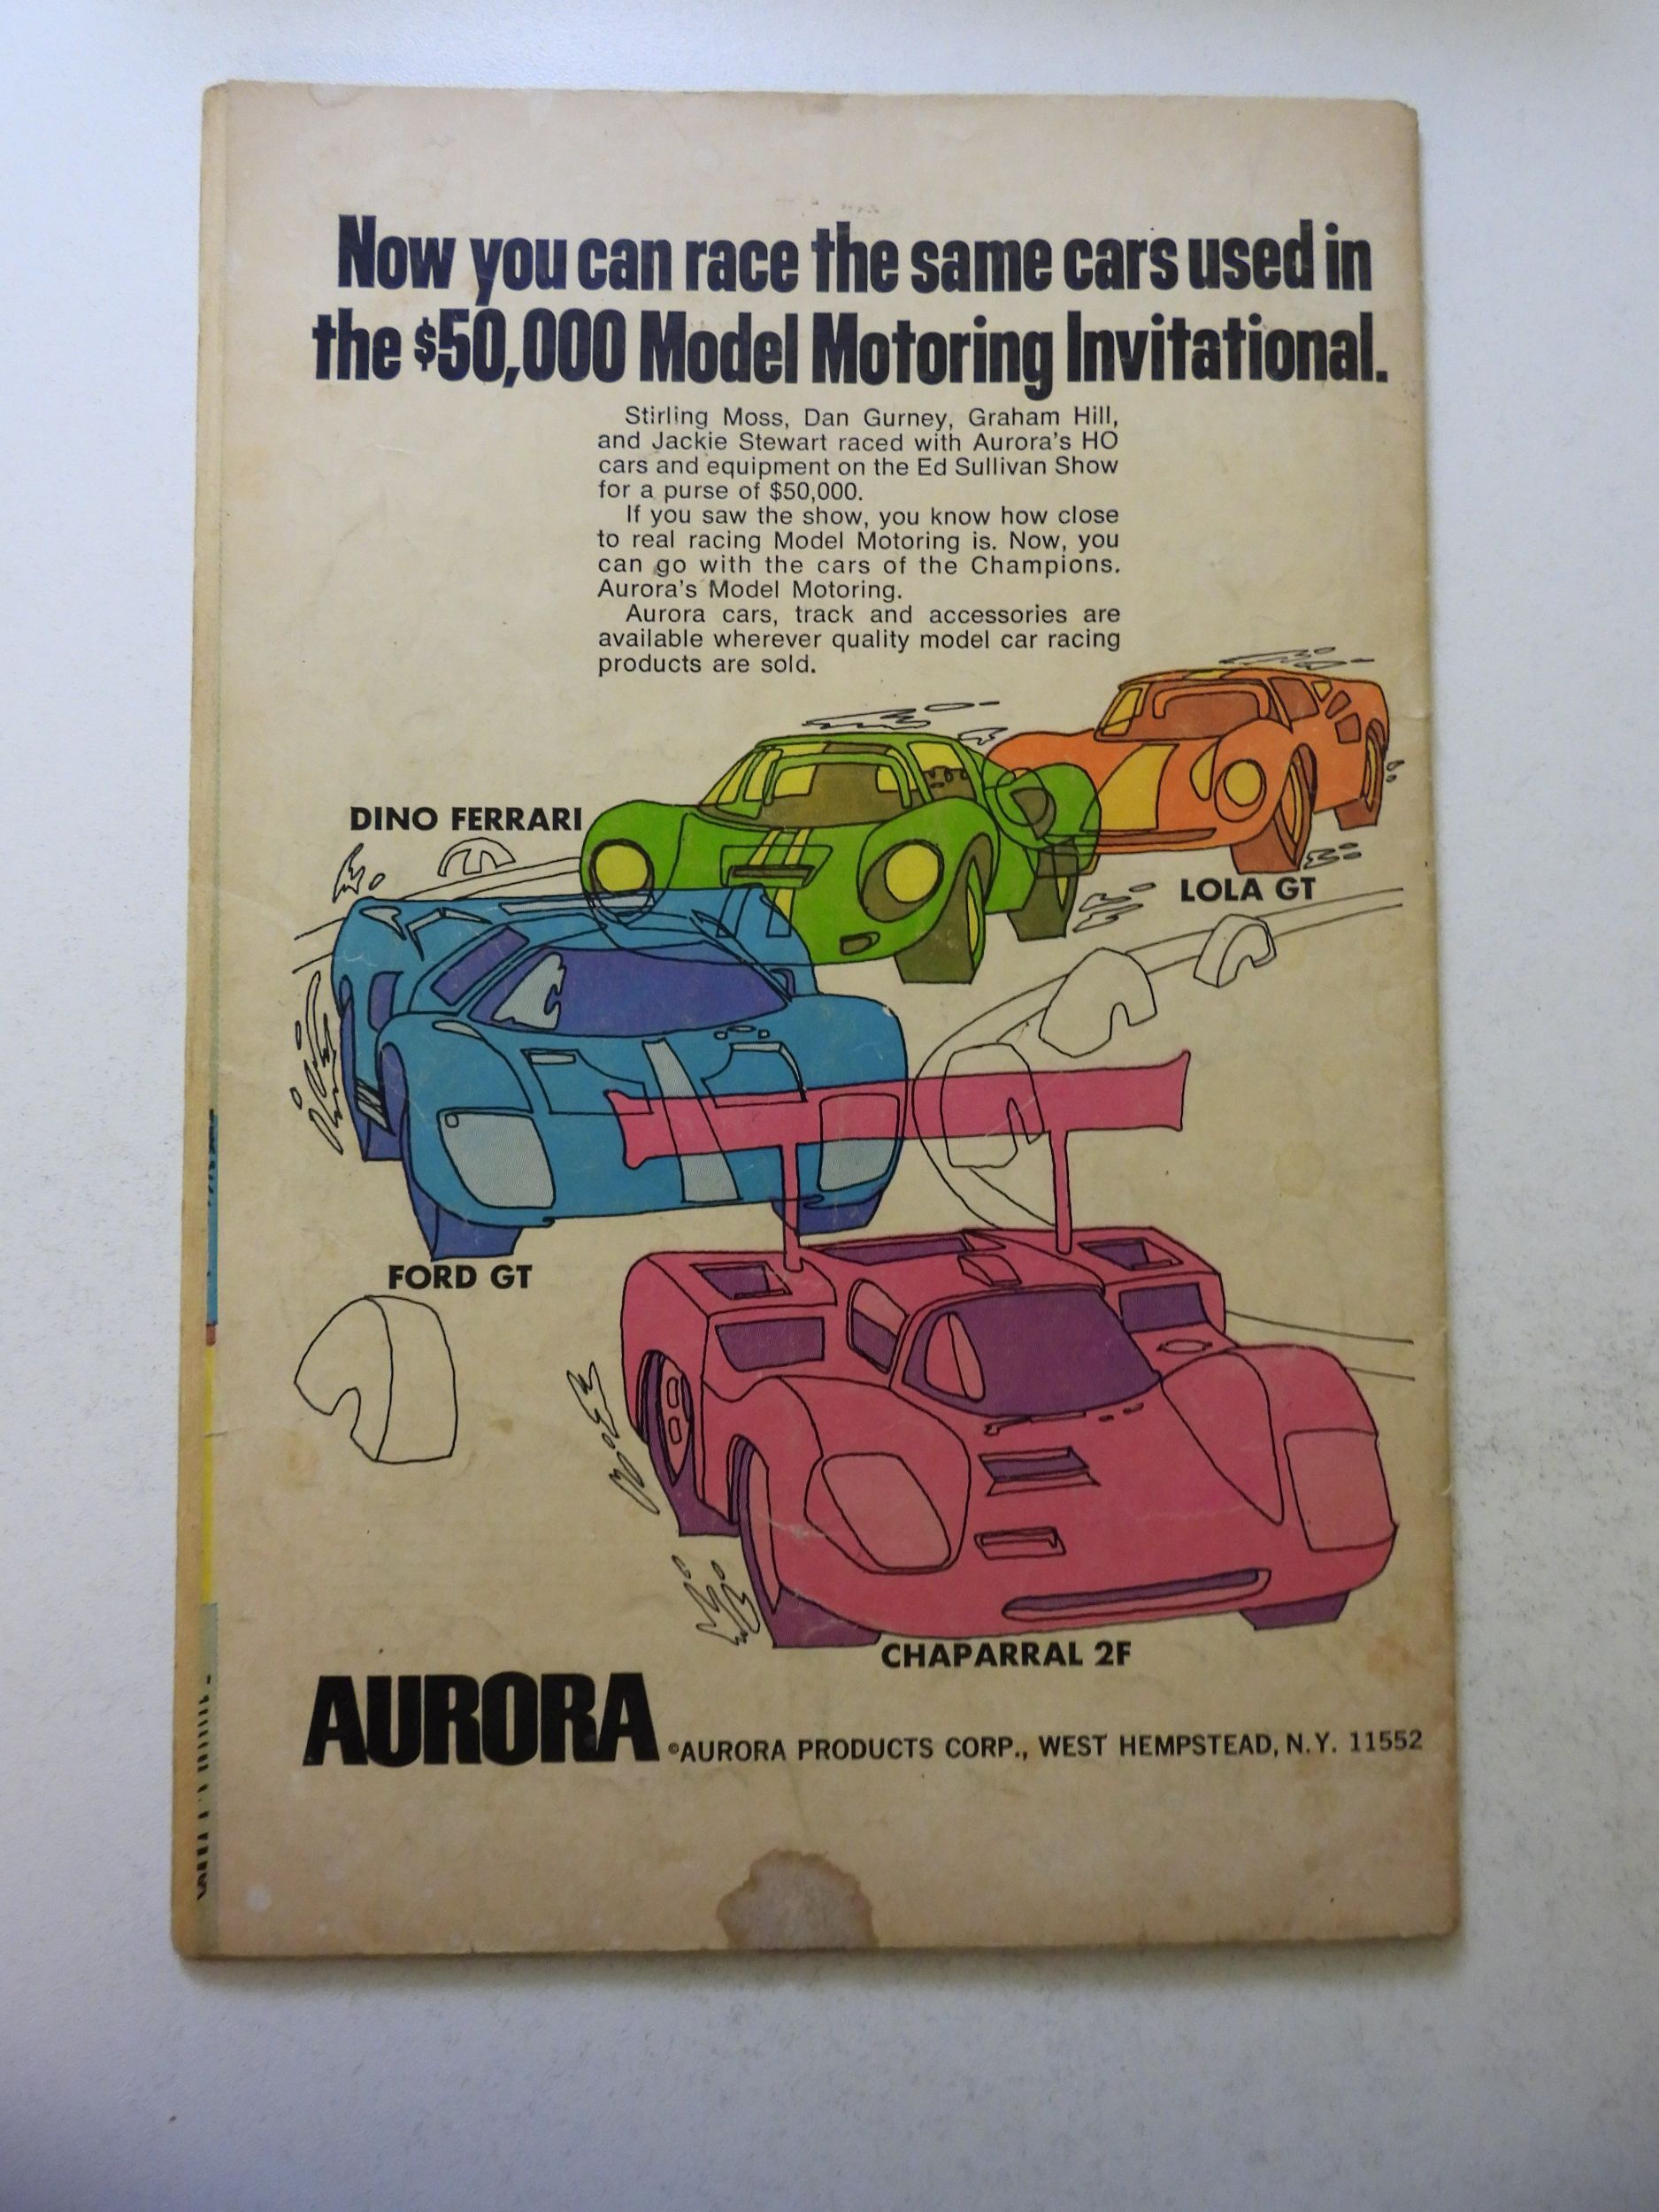 Now you can race the same cars used in
the $50,000 Model Motoring Invitational.
Stirling Moss, Dan Gurney, Graham Hill,
and Jackie Stewart raced with Aurora's HO
cars and equipment on the Ed Sullivan Show
for a purse of $50,000.
If you saw the show, you know how close
to real racing Model Motoring is. Now, you
can go with the cars of the Champions.
Aurora's Model Motoring.
Aurora cars, track and accessories are
available wherever quality model car racing
products are sold.
DINO FERRARI
LOLA GT
FORD GT
CHAPARRAL 2F
AURORA
©AURORA PRODUCTS CORP., WEST HEMPSTEAD, N.Y. 11552